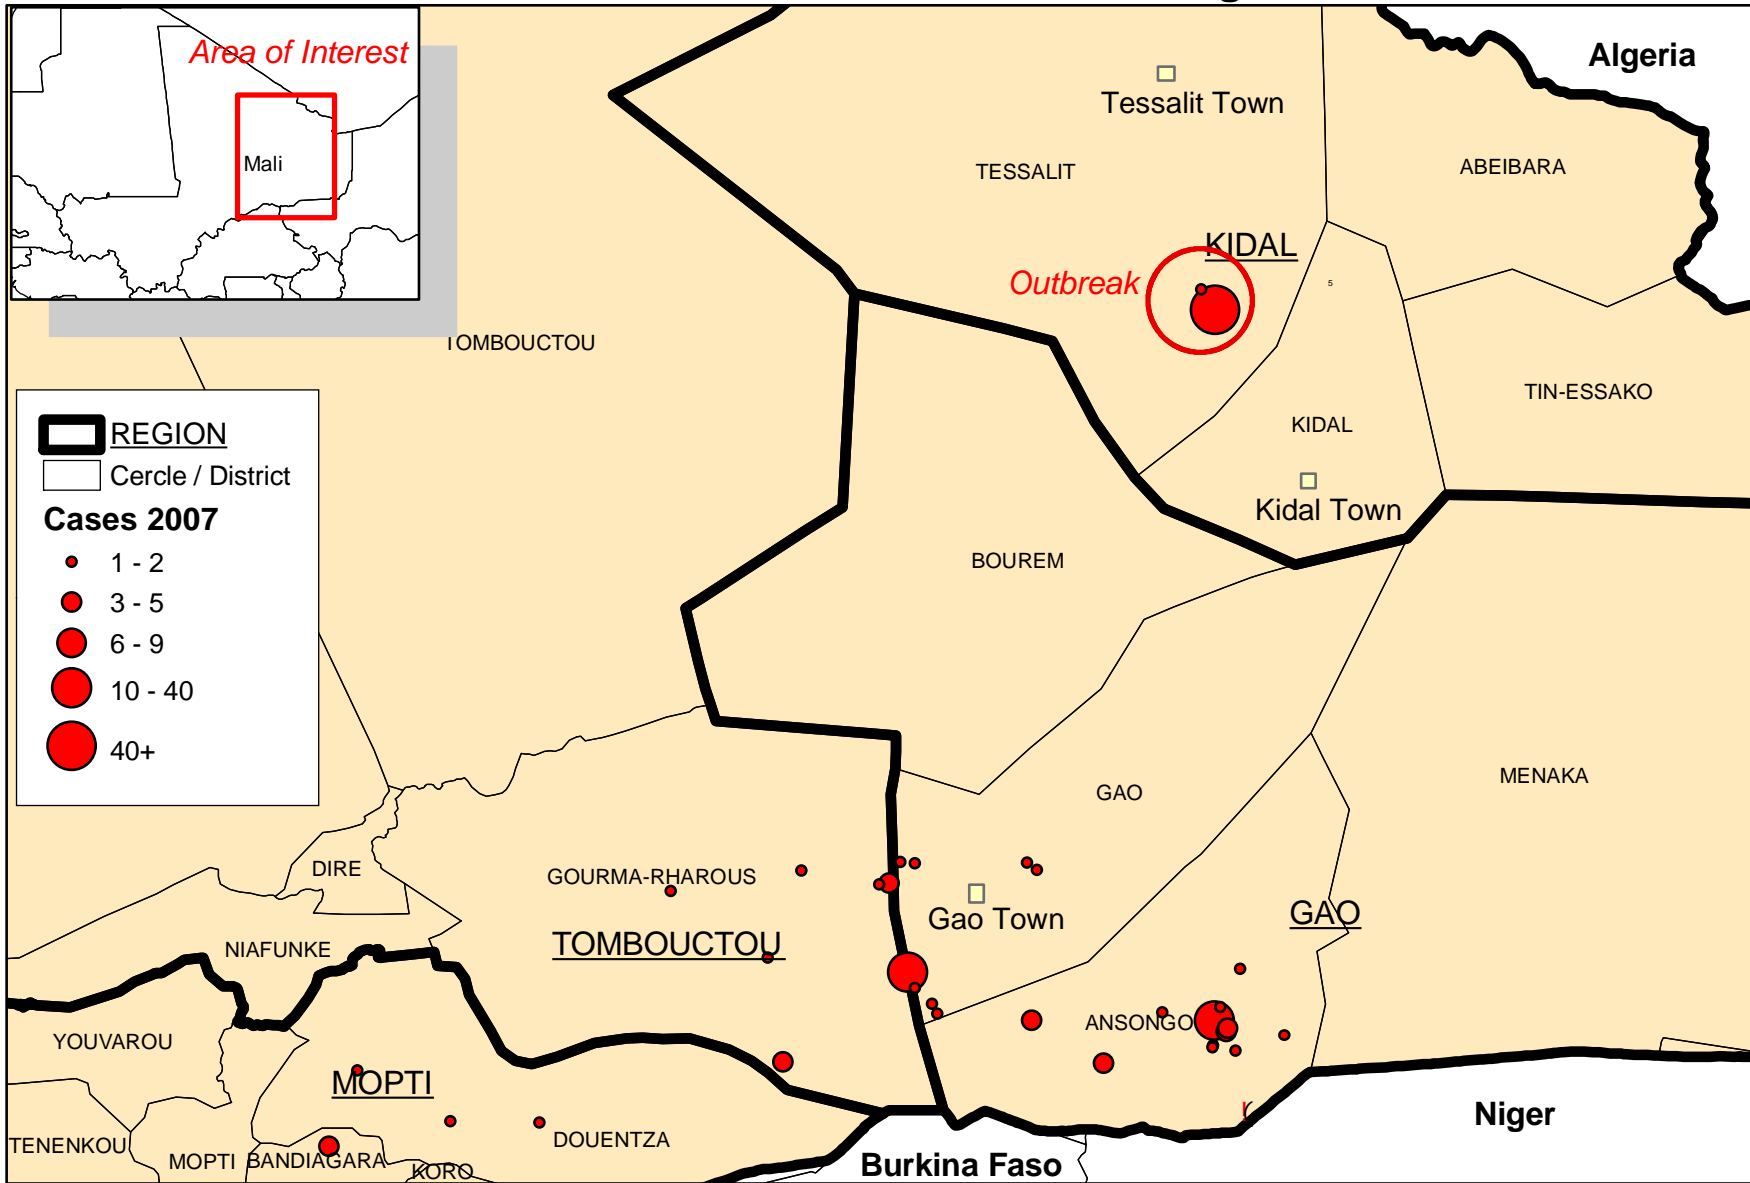 Area of Interest
Mali
Algeria
Tessalit Town
TESSALIT
ABEIBARA
KIDAL
Outbreak
5
TOMBOUCTOU
TIN-ESSAKO
KIDAL
Kidal Town
REGION
Cercle / District
Cases 2007
1 - 2
3 - 5
6 - 9
10 - 40
40+
BOUREM
MENAKA
GAO
DIRE
GOURMA-RHAROUS
Gao Town
GAO
NIAFUNKE
TOMBOUCTOU
ANSONGO
YOUVAROU
MOPTI
r
Niger
TENENKOU
MOPTI
BANDIAGARA
KORO
DOUENTZA
Burkina Faso